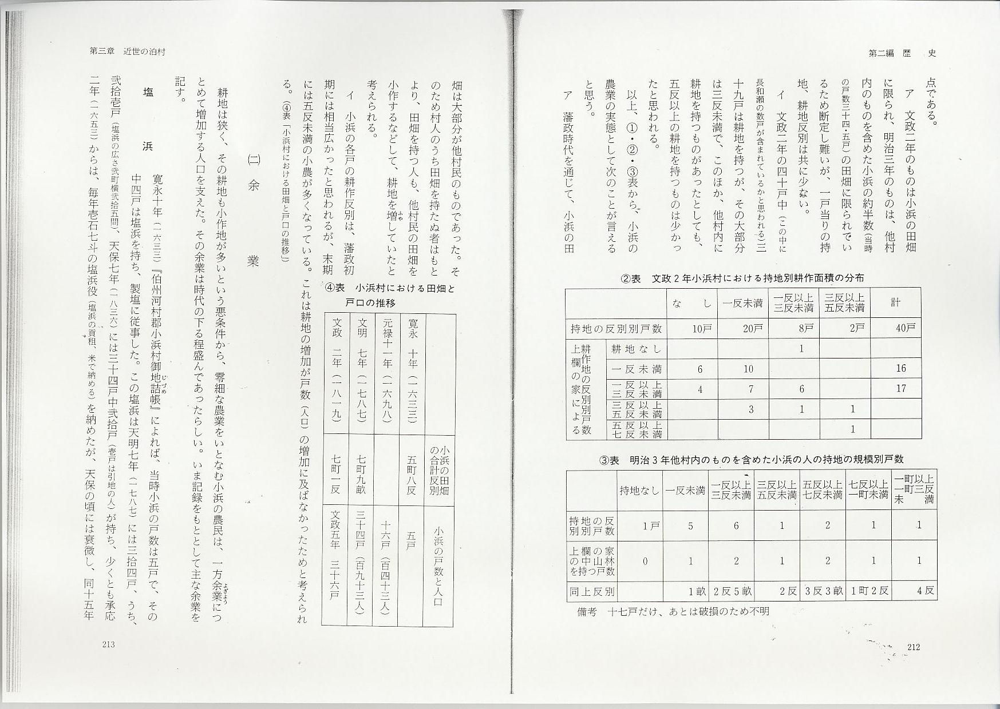 第二編　歴　　史
点である。
ア　文政二年のものは小浜の田畑
に限られ、明治三年のものは、他村
内のものを含めた小浜の約半数（当時
の戸数三十四・五戸）の田畑に限られてい
るため断定し難いが、一戸当りの持
地、耕地反別は共に少ない。
イ　文政二年の四十戸中（この中に
長和瀬の数戸が含まれているかと思われる）三
十九戸は耕地を持つが、その大部分
は三反未満で、このほか、他村内に
耕地を持つものがあったとしても、
五反以上の耕地を持つものは少かっ
たと思われる。
以上、①・②・③表から、小浜の
農業の実態として次のことが言える
と思う。
ア　藩政時代を通じて、小浜の田
②表　文政2年小浜村における持地別耕作面積の分布
なし　一反未満　一反以上三反未満　三反以上五反未満　計
持地の反別別戸数　10戸　20戸　8戸　2戸　40戸
上欄の家による耕作地の反別別戸数
耕地なし　1
一反未満　6　10　16
一反以上三反未満　4　7　6　17
三反以上五反未満　3　1　1
五反以上七反未満　1
③表　明治3年他村内のものを含めた小浜の人の持地の規模別戸数
持地なし　一反未満　一反以上三反未満　三反以上五反未満　五反以上七反未満　七反以上一町未満　一町以上一町三反未満
持地の反別別戸数　1戸　5　6　1　2　1　1
上欄の家の中山林を持つ戸数　0　1　2　1　2　1　1
同上反別　1畝　2反5畝　2反　3反3畝　1町2反　4反
備考　十七戸だけ、あとは破損のため不明
212
第三章　近世の泊村
畑は大部分が他村民のものであった。そ
のため村人のうち田畑を持たぬ者はもと
より、田畑を持つ人も、他村民の田畑を
小作するなどして、耕地を増ふやしていたと
考えられる。
イ　小浜の各戸の耕作反別は、藩政初
期には相当広かったと思われるが、末期
には五反未満の小農が多くなっている。これは耕地の増加が戸数（人口）の増加に及ばなかったためと考えられ
る。（④表「小浜村における田畑と戸口の推移」）
④表　小浜村における田畑と
戸口の推移
小浜の田畑の合計反別　小浜の戸数と人口
寛永　十年（一六三三）　五町八反　五戸
元禄十一年（一六九八）　十六戸（百四十三人）
文明　七年（一七八七）　七町九畝　三十四戸（百九十三人）
文政　二年（一八一九）　七町一反　文政五年　三十六戸
㈡　余　業
耕地は狭く、その耕地も小作地が多いという悪条件から、零細な農業をいとなむ小浜の農民は、一方余業よぎょうにつ
とめて増加する人口を支えた。その余業は時代の下る程盛んであったらしい。いま記録をもととして主な余業を
記す。
塩　浜
寛永十年（一六三三）『伯州河村郡小浜村御地詰じづめ帳』によれば、当時小浜の戸数は五戸で、その
中四戸は塩浜を持ち、製塩に従事した。この塩浜は天明七年（一七八七）には三拾四戸、うち、
弐拾壱戸（塩浜の広さ弐町横弐拾五間）、天保七年（一八三六）には三十四戸中弐拾戸（壱戸は引地の人）が持ち、少くとも承応
二年（一六五三）からは、毎年壱石七斗の塩浜役（塩浜の貢租、米で納める）を納めたが、天保の頃には衰微し、同十五年
213